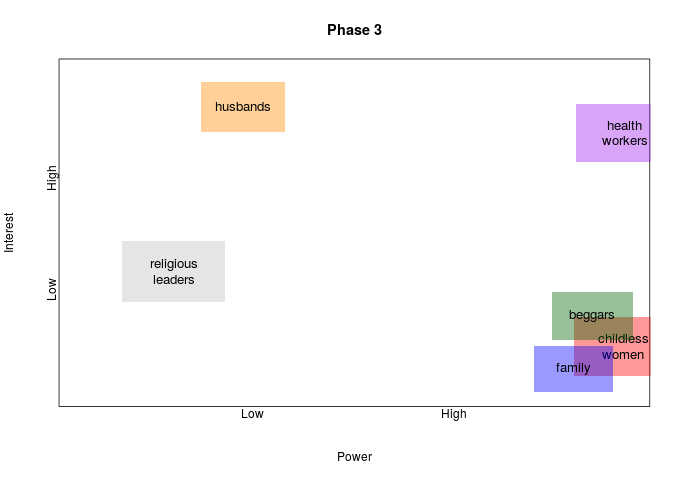 Phase 3
husbands
health
workers
High
Interest
religious
leaders
Low
beggars
childless
women
family
Low
High
Power